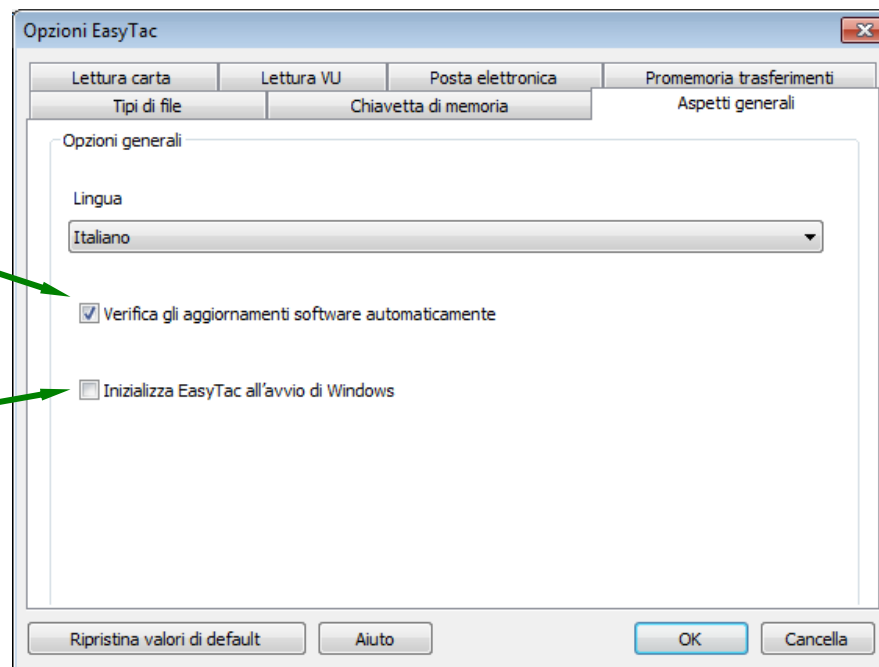 Opzioni EasyTac
Lettura carta Lettura VU Posta elettronica Promemoria trasferimenti
Tipi di file Chiavetta di memoria Aspetti generali
Opzioni generali
Lingua
Italiano
Verifica gli aggiornamenti software automaticamente
Inizializza EasyTac all'avvio di Windows
Ripristina valori di default Aiuto OK Cancella